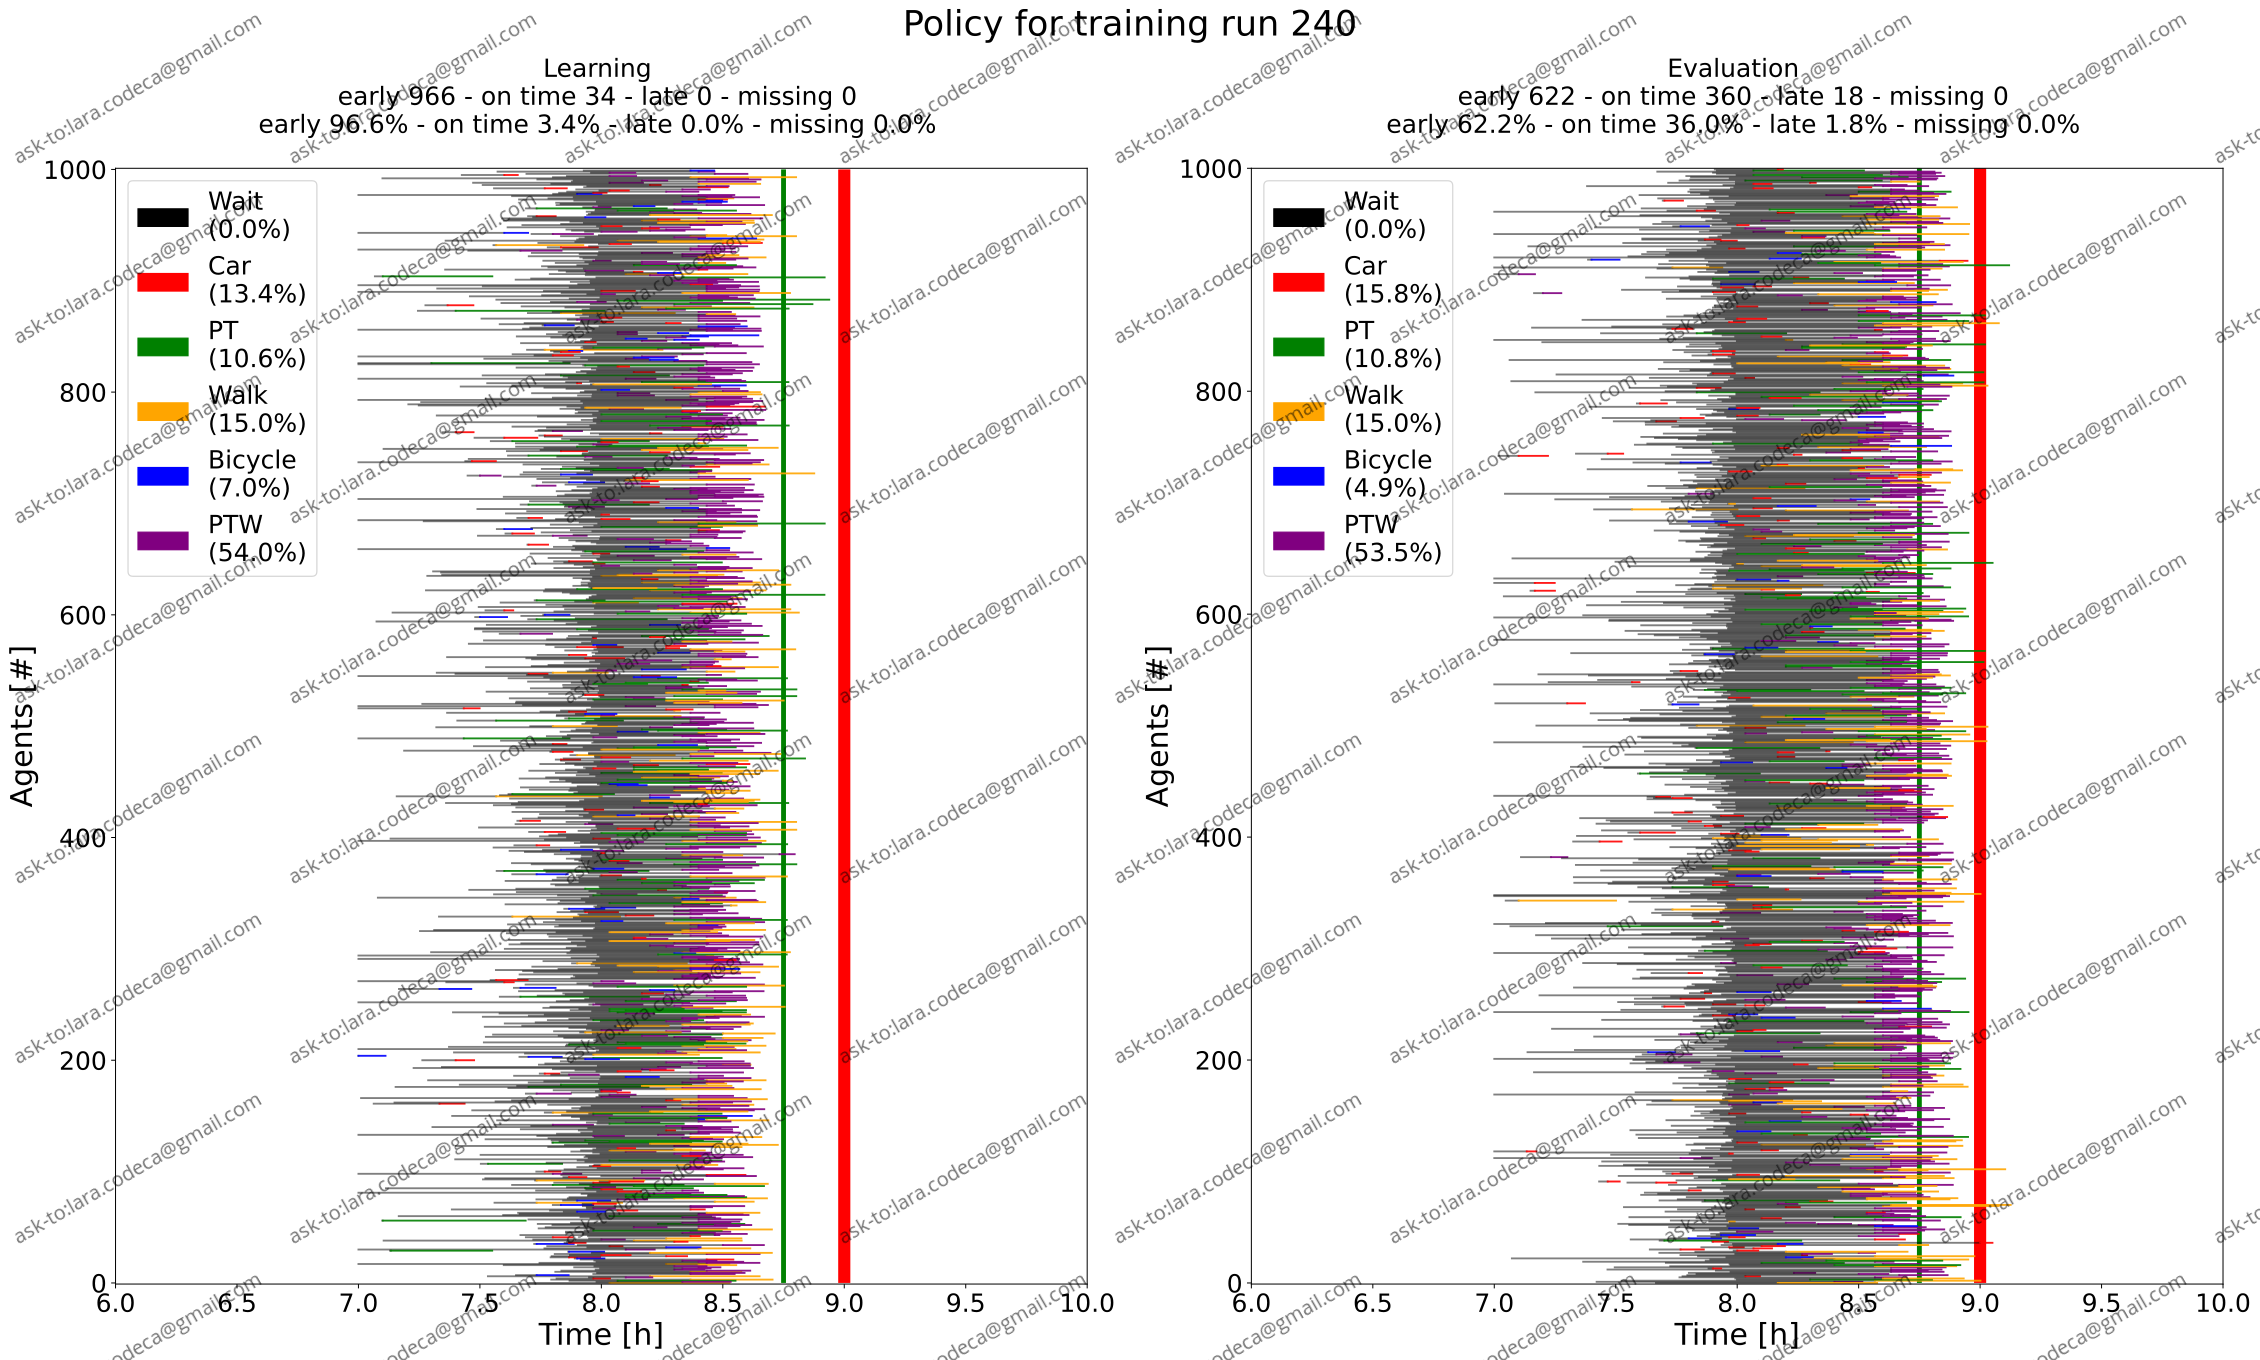 Policy for training run 240
Learning
early 966 - on time 34 - late 0 - missing 0
early 96.6% - on time 3.4% - late 0.0% - missing 0.0%
Wait
(0.0%)
Car
(13.4%)
PT
(10.6%)
Walk
(15.0%)
Bicycle
(7.0%)
PTW
(54.0%)
Agents [#]
1000
800
600
400
200
0
6.0 6.5 7.0 7.5 8.0 8.5 9.0 9.5 10.0
Time [h]
Evaluation
early 622 - on time 360 - late 18 - missing 0
early 62.2% - on time 36.0% - late 1.8% - missing 0.0%
Wait
(0.0%)
Car
(15.8%)
PT
(10.8%)
Walk
(15.0%)
Bicycle
(4.9%)
PTW
(53.5%)
Agents [#]
1000
800
600
400
200
0
6.0 6.5 7.0 7.5 8.0 8.5 9.0 9.5 10.0
Time [h]
ask-to:lara.codeca@gmail.com